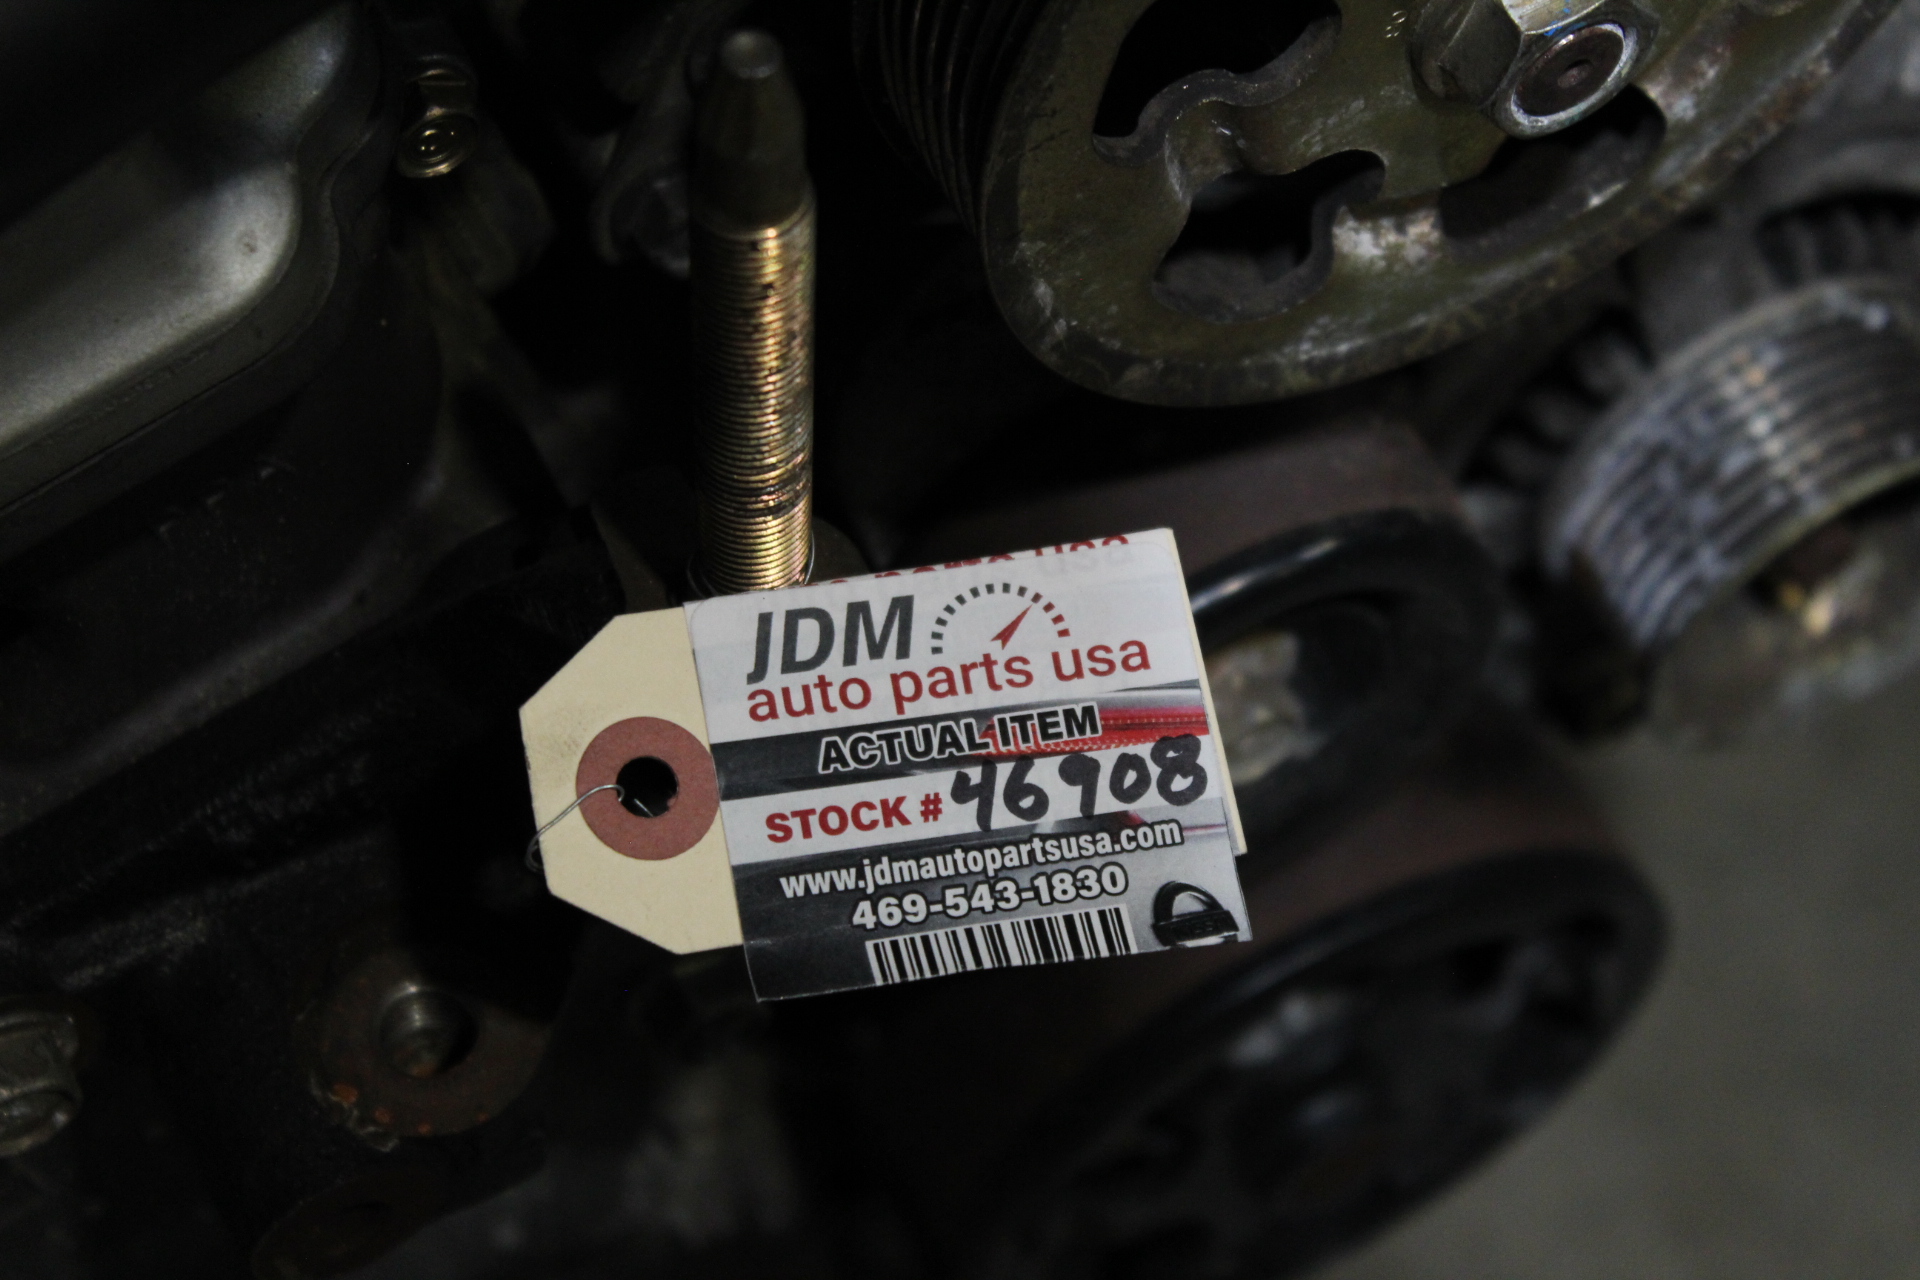 JDM
auto parts usa
ACTUAL ITEM
STOCK # 46908
www.jdmautopartsusa.com
469-543-1830